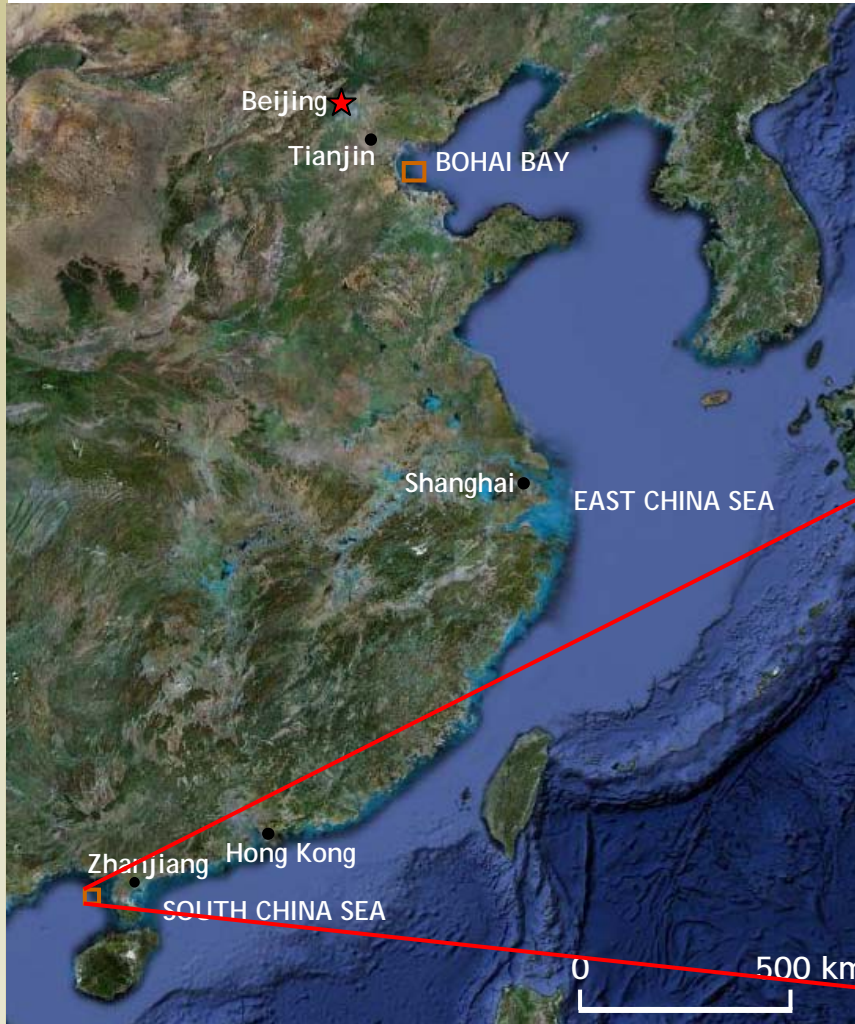 Beijing
Tianjin
BOHAI BAY
Shanghai
EAST CHINA SEA
Hong Kong
Zhanjiang
SOUTH CHINA SEA
0 500 km